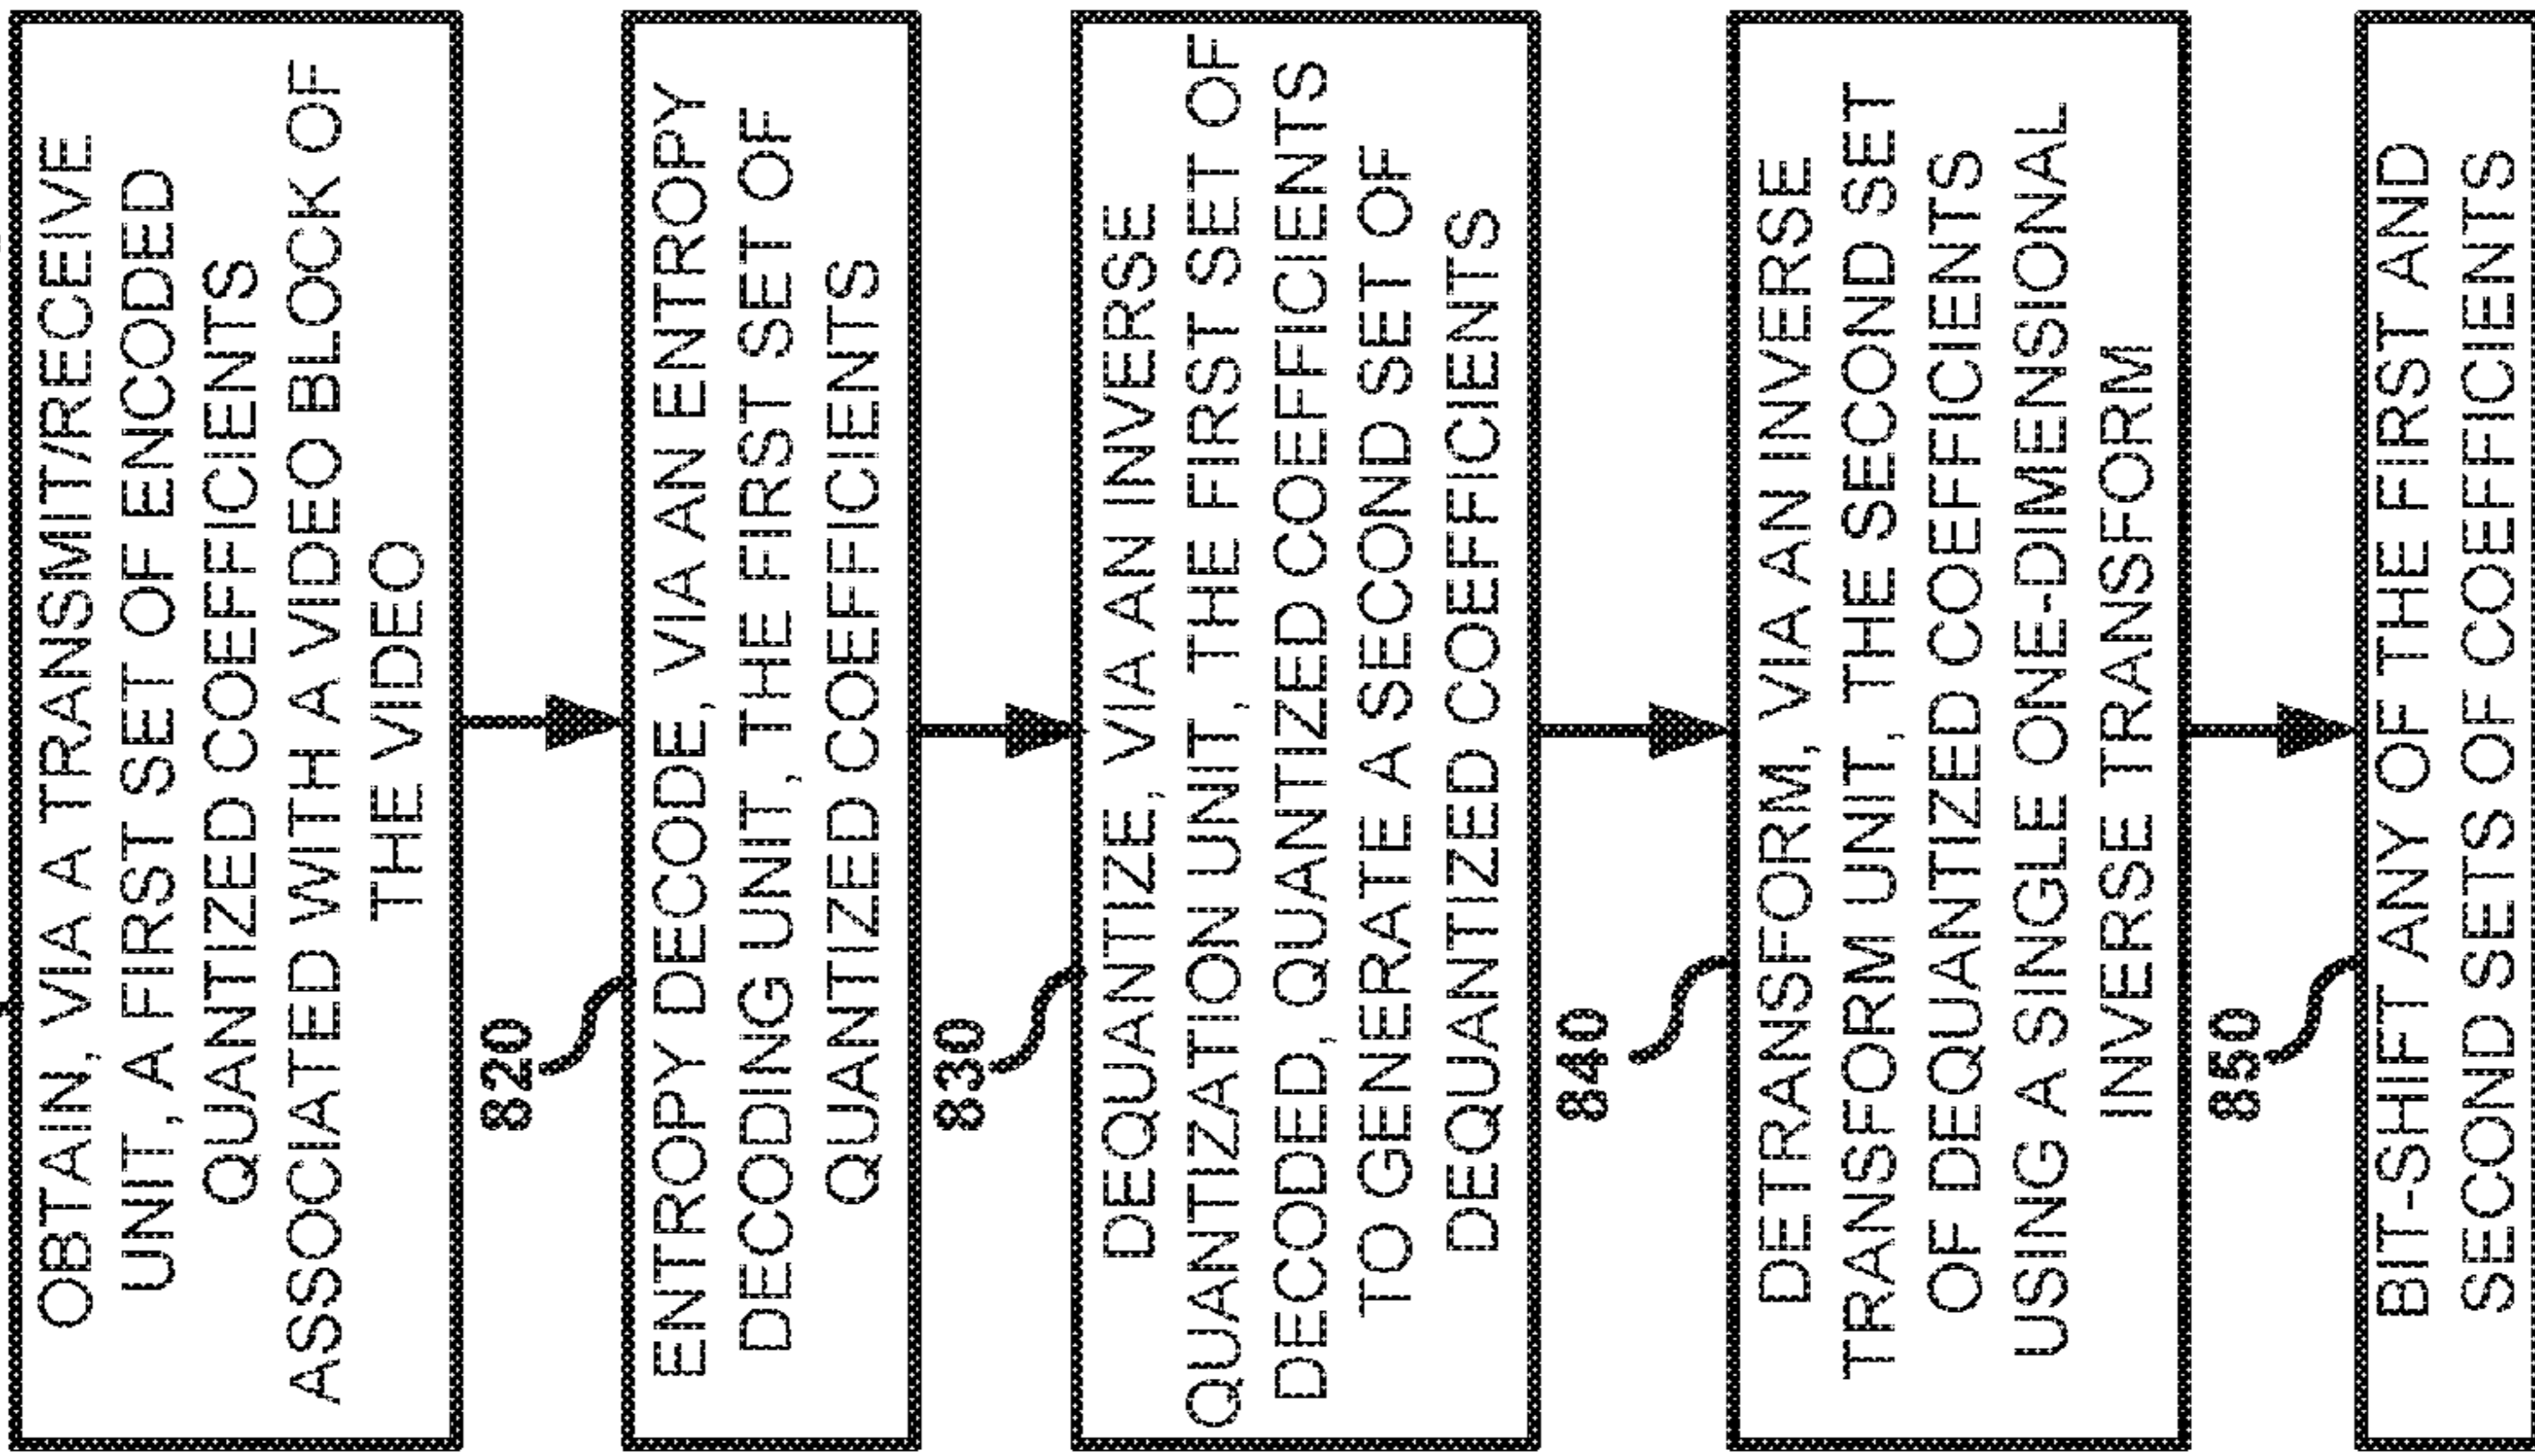 OBTAIN, VIA A TRANSMIT/RECEIVE
UNIT, A FIRST SET OF ENCODED
QUANTIZED COEFFICIENTS
ASSOCIATED WITH A VIDEO BLOCK OF
THE VIDEO
820
ENTROPY DECODE, VIA AN ENTROPY
DECODING UNIT, THE FIRST SET OF
QUANTIZED COEFFICIENTS
830
DEQUANTIZE, VIA AN INVERSE
QUANTIZATION UNIT, THE FIRST SET OF
DECODED, QUANTIZED COEFFICIENTS
TO GENERATE A SECOND SET OF
DEQUANTIZED COEFFICIENTS
840
DETRANSFORM, VIA AN INVERSE
TRANSFORM UNIT, THE SECOND SET
OF DEQUANTIZED COEFFICIENTS
USING A SINGLE ONE-DIMENSIONAL
INVERSE TRANSFORM
850
BIT-SHIFT ANY OF THE FIRST AND
SECOND SETS OF COEFFICIENTS